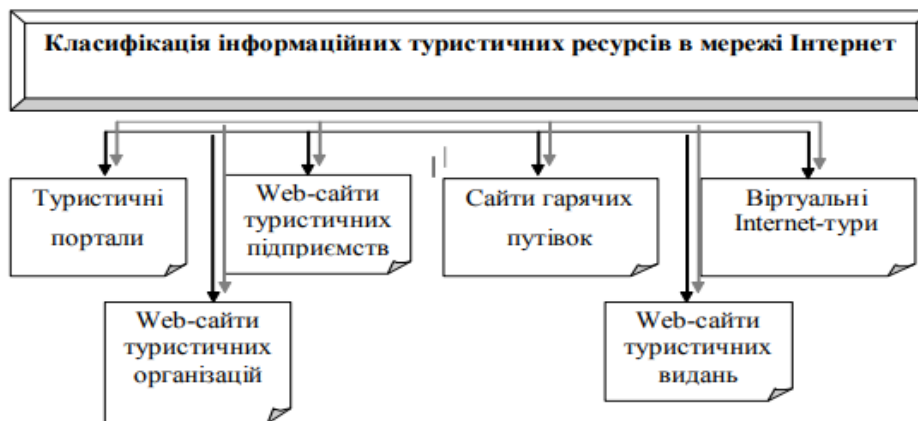 Класифікація інформаційних туристичних ресурсів в мережі Інтернет
Туристичні
портали
Web-сайти
туристичних
підприємств
Сайти гарячих
путівок
Віртуальні
Internet-тури
Web-сайти
туристичних
організацій
Web-сайти
туристичних
видань